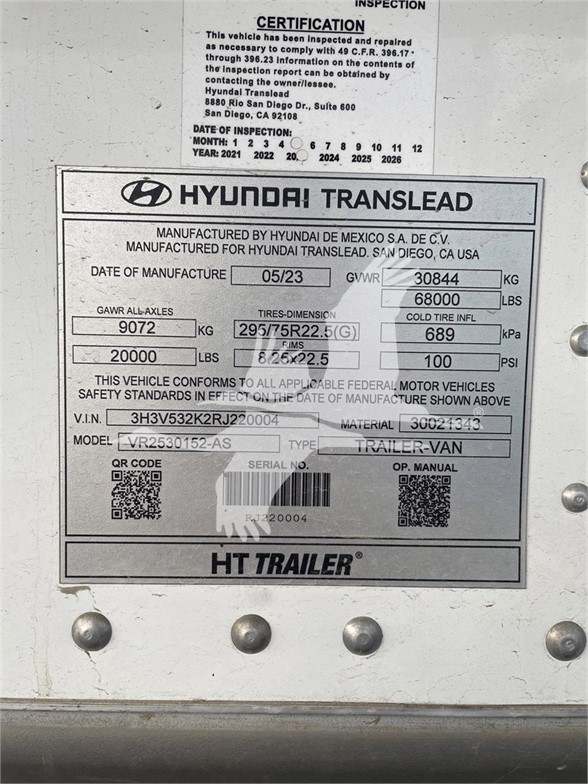 INSPECTION
CERTIFICATION
This vehicle has been inspected and repaired
as necessary to comply with 49 C.F.R. 396.17
through 396.23 information on the contents of
the inspection report can be obtained by
contacting the owner/lessee.
Hyundai Translead
8880 Rio San Diego Dr., Suite 600
San Diego, CA 92108
DATE OF INSPECTION:
MONTH: 1 2 3 4 6 7 8 9 10 11 12
YEAR: 2021 2022 20 2024 2025 2026
HYUNDAI TRANSLEAD
MANUFACTURED BY HYUNDAI DE MEXICO S.A. DE C.V.
MANUFACTURED FOR HYUNDAI TRANSLEAD. SAN DIEGO, CA USA
DATE OF MANUFACTURE 05/23 GVWR 30844 KG
68000 LBS
GAWR ALL AXLES TIRES-DIMENSION COLD TIRE INFL
9072 KG 295/75R22.5(G) 689 kPa
RIMS
20000 LBS 8.25x22.5 100 PSI
THIS VEHICLE CONFORMS TO ALL APPLICABLE FEDERAL MOTOR VEHICLES
SAFETY STANDARDS IN EFFECT ON THE DATE OF MANUFACTURE SHOWN ABOVE
V.I.N. 3H3V532K2RJ220004 MATERIAL 30021343
MODEL VR2530152-AS TYPE TRAILER-VAN
QR CODE SERIAL NO. OP. MANUAL
RJ220004
HT TRAILER®